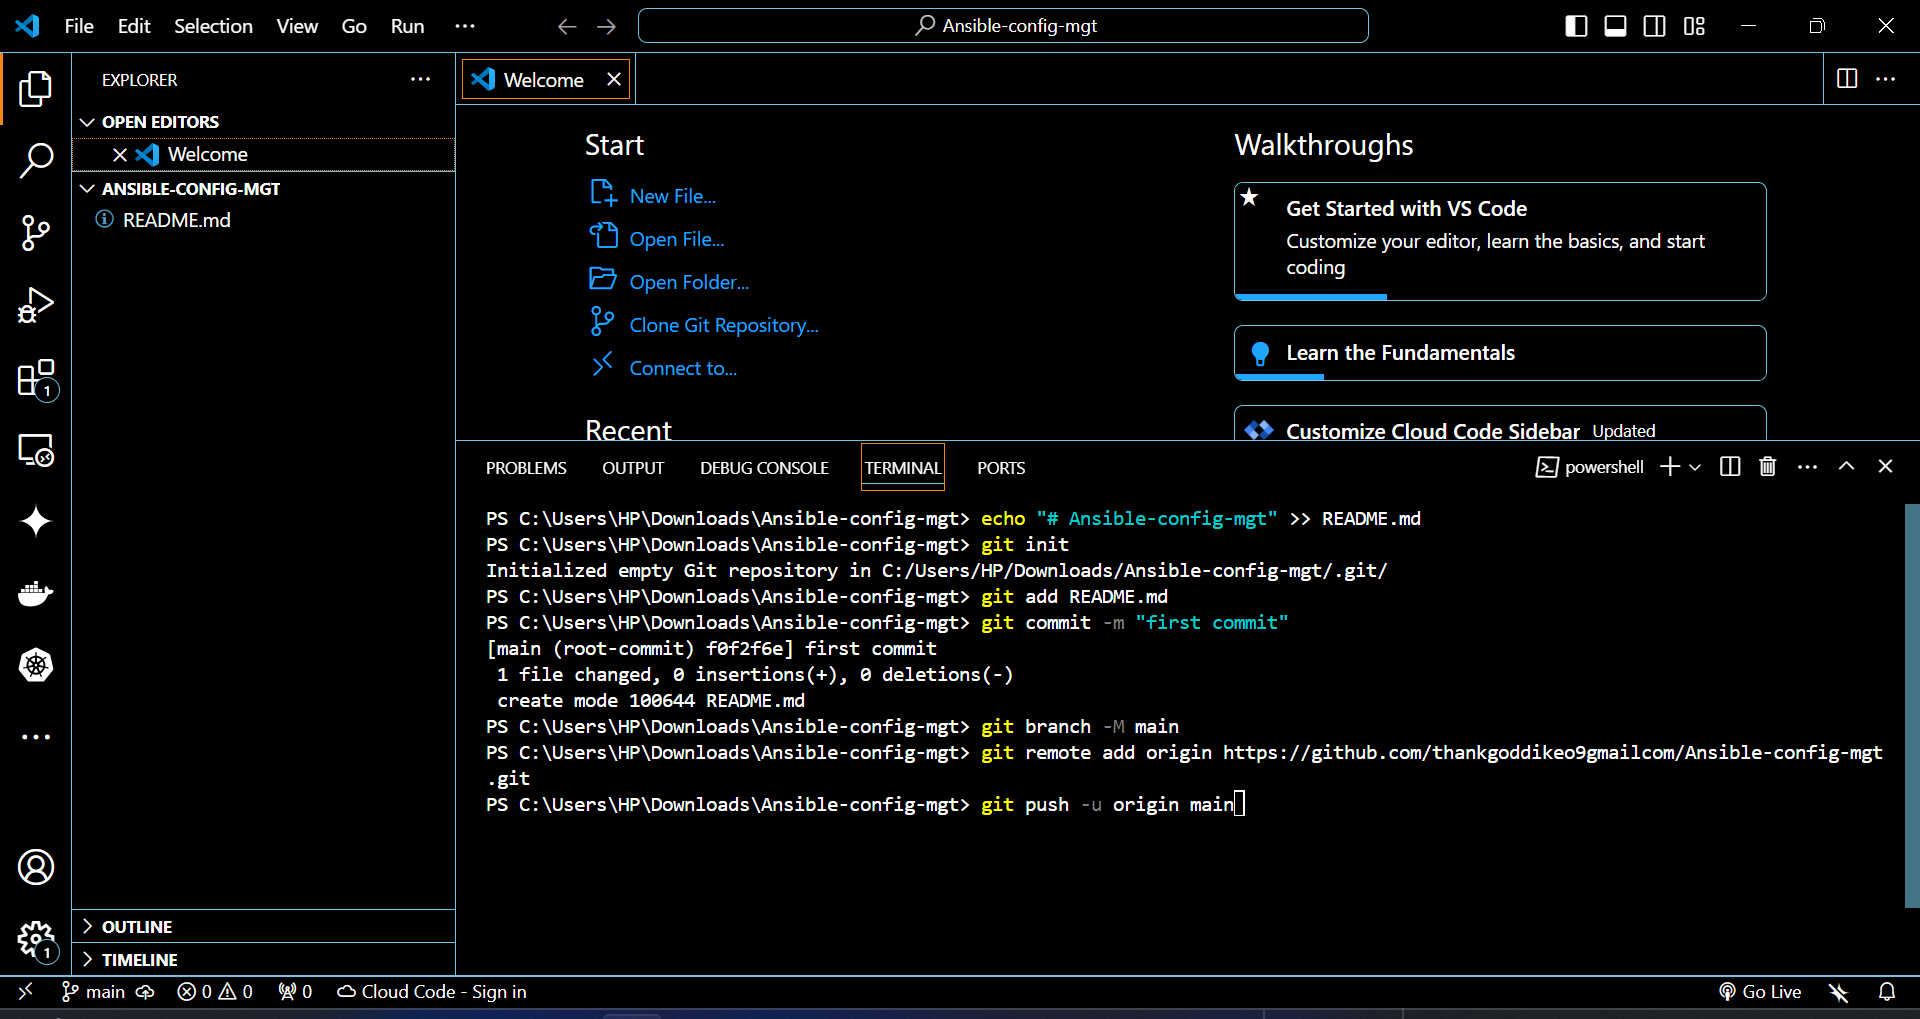 File Edit Selection View Go Run ···
Ansible-config-mgt
EXPLORER
OPEN EDITORS
Welcome
ANSIBLE-CONFIG-MGT
README.md
1
OUTLINE
1
TIMELINE
Welcome
Start
New File...
Open File...
Open Folder...
Clone Git Repository...
Connect to...
Recent
Walkthroughs
Get Started with VS Code
Customize your editor, learn the basics, and start
coding
Learn the Fundamentals
Customize Cloud Code Sidebar Updated
PROBLEMS OUTPUT DEBUG CONSOLE TERMINAL PORTS
powershell
PS C:\Users\HP\Downloads\Ansible-config-mgt> echo "# Ansible-config-mgt" >> README.md
PS C:\Users\HP\Downloads\Ansible-config-mgt> git init
Initialized empty Git repository in C:/Users/HP/Downloads/Ansible-config-mgt/.git/
PS C:\Users\HP\Downloads\Ansible-config-mgt> git add README.md
PS C:\Users\HP\Downloads\Ansible-config-mgt> git commit -m "first commit"
[main (root-commit) f0f2f6e] first commit
 1 file changed, 0 insertions(+), 0 deletions(-)
 create mode 100644 README.md
PS C:\Users\HP\Downloads\Ansible-config-mgt> git branch -M main
PS C:\Users\HP\Downloads\Ansible-config-mgt> git remote add origin https://github.com/thankgoddikeo9gmailcom/Ansible-config-mgt
.git
PS C:\Users\HP\Downloads\Ansible-config-mgt> git push -u origin main
main 0 0 0 Cloud Code - Sign in Go Live